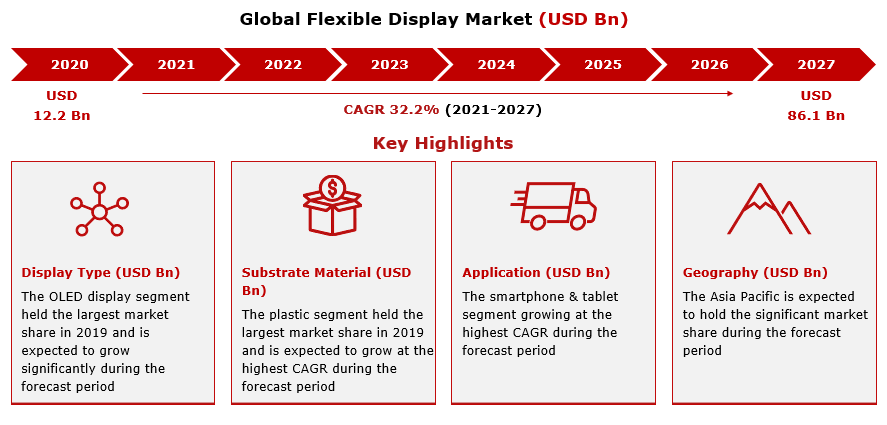 Global Flexible Display Market (USD Bn)
2020 2021 2022 2023 2024 2025 2026 2027
USD
12.2 Bn
CAGR 32.2% (2021-2027)
USD
86.1 Bn
Key Highlights
Display Type (USD Bn)
The OLED display segment
held the largest market
share in 2019 and is
expected to grow
significantly during the
forecast period
$
Substrate Material (USD
Bn)
The plastic segment held the
largest market share in 2019
and is expected to grow at the
highest CAGR during the
forecast period
Application (USD Bn)
The smartphone & tablet
segment growing at the
highest CAGR during the
forecast period
Geography (USD Bn)
The Asia Pacific is expected
to hold the significant market
share during the forecast
period